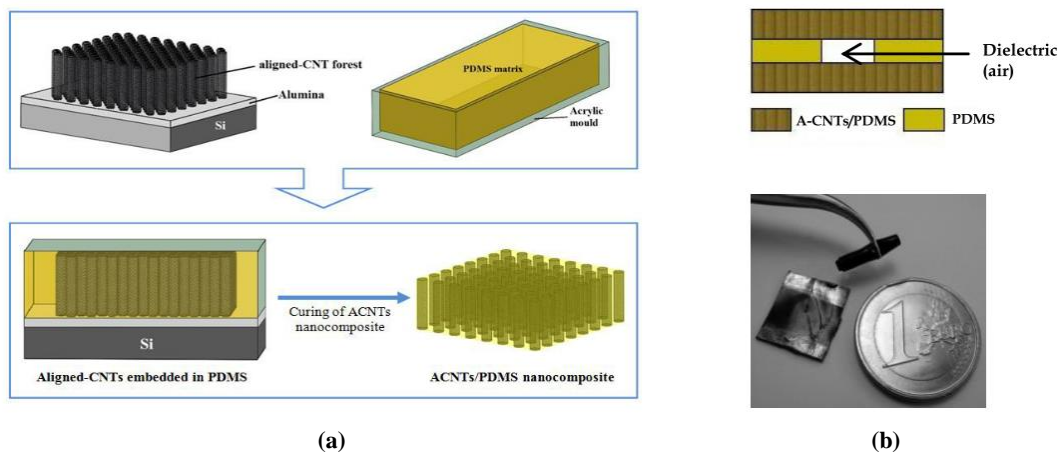 aligned-CNT forest
Alumina
Si
PDMS matrix
Acrylic
mould
Si
Aligned-CNTs embedded in PDMS
Curing of ACNTs
nanocomposite
ACNTs/PDMS nanocomposite
(a)
Dielectric
(air)
A-CNTs/PDMS
PDMS
1
(b)